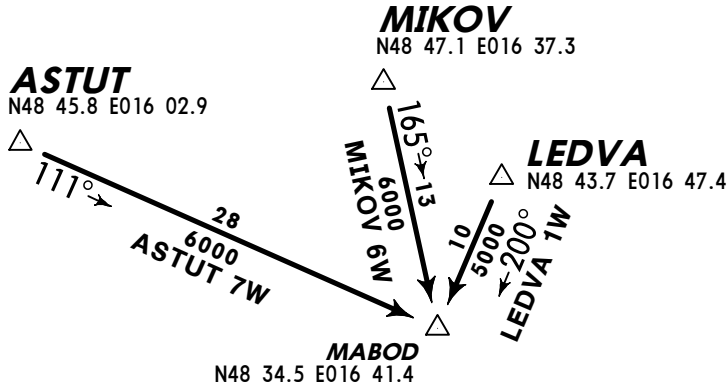 MIKOV
N48 47.1 E016 37.3
ASTUT
N48 45.8 E016 02.9
LEDVA
N48 43.7 E016 47.4
111°
28
6000
ASTUT 7W
165°
13
6000
MIKOV 6W
10
5000
200°
LEDVA 1W
MABOD
N48 34.5 E016 41.4